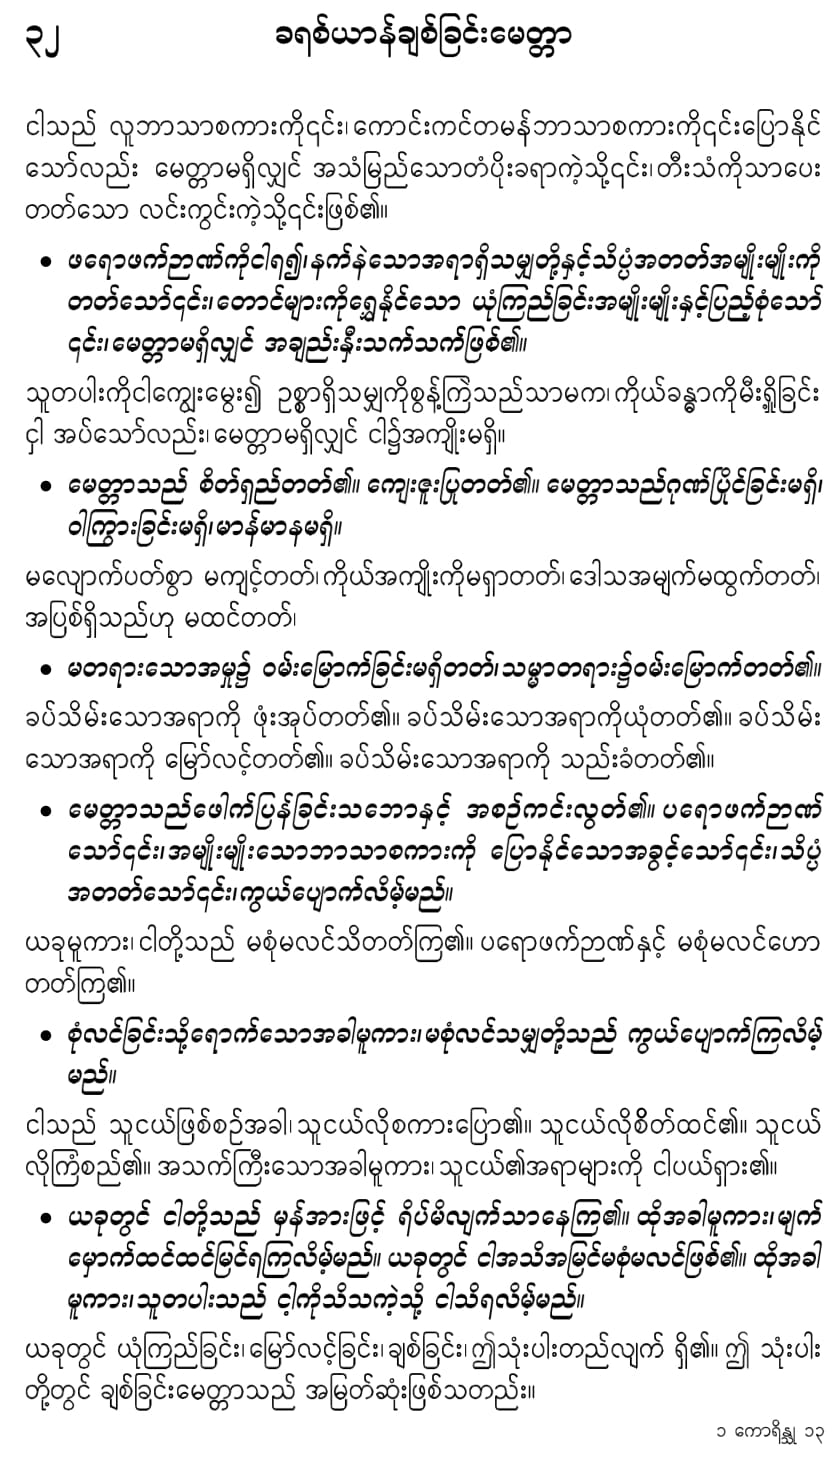 ၃၂ ခရစ်ယာန်ချစ်ခြင်းမေတ္တာ
ငါသည် လူဘာသာစကားကို၎င်း၊ ကောင်းကင်တမန်ဘာသာစကားကို၎င်းပြောနိုင်
သော်လည်း မေတ္တာမရှိလျှင် အသံမြည်သောတံပိုးခရာကဲ့သို့၎င်း၊ တီးသံကိုသာပေး
တတ်သော လင်းကွင်းကဲ့သို့၎င်းဖြစ်၏။
• ဖရောဖက်ဉာဏ်ကိုငါရ၍၊ နက်နဲသောအရာရှိသမျှတို့နှင့်သိပ္ပံအတတ်အမျိုးမျိုးကို
တတ်သော်၎င်း၊ တောင်များကိုရွှေ့နိုင်သော ယုံကြည်ခြင်းအမျိုးမျိုးနှင့်ပြည့်စုံသော်
၎င်း၊ မေတ္တာမရှိလျှင် အချည်းနှီးသက်သက်ဖြစ်၏။
သူတပါးကိုငါကျွေးမွေး၍ ဥစ္စာရှိသမျှကိုစွန့်ကြဲသည်သာမက၊ ကိုယ်ခန္ဓာကိုမီးရှို့ခြင်း
ငှါ အပ်သော်လည်း၊ မေတ္တာမရှိလျှင် ငါ၌အကျိုးမရှိ။
• မေတ္တာသည် စိတ်ရှည်တတ်၏။ ကျေးဇူးပြုတတ်၏။ မေတ္တာသည်ဂုဏ်ပြိုင်ခြင်းမရှိ၊
ဝါကြွားခြင်းမရှိ၊ မာန်မာနမရှိ။
မလျောက်ပတ်စွာ မကျင့်တတ်၊ ကိုယ်အကျိုးကိုမရှာတတ်၊ ဒေါသအမျက်မထွက်တတ်၊
အပြစ်ရှိသည်ဟု မထင်တတ်၊
• မတရားသောအမှု၌ ဝမ်းမြောက်ခြင်းမရှိတတ်၊ သမ္မာတရား၌ဝမ်းမြောက်တတ်၏။
ခပ်သိမ်းသောအရာကို ဖုံးအုပ်တတ်၏။ ခပ်သိမ်းသောအရာကိုယုံတတ်၏။ ခပ်သိမ်း
သောအရာကို မြော်လင့်တတ်၏။ ခပ်သိမ်းသောအရာကို သည်းခံတတ်၏။
• မေတ္တာသည်ဖေါက်ပြန်ခြင်းသဘောနှင့် အစဉ်ကင်းလွတ်၏။ ပရောဖက်ဉာဏ်
သော်၎င်း၊ အမျိုးမျိုးသောဘာသာစကားကို ပြောနိုင်သောအခွင့်သော်၎င်း၊ သိပ္ပံ
အတတ်သော်၎င်း၊ ကွယ်ပျောက်လိမ့်မည်။
ယခုမူကား၊ ငါတို့သည် မစုံမလင်သိတတ်ကြ၏။ ပရောဖက်ဉာဏ်နှင့် မစုံမလင်ဟော
တတ်ကြ၏။
• စုံလင်ခြင်းသို့ရောက်သောအခါမူကား၊ မစုံလင်သမျှတို့သည် ကွယ်ပျောက်ကြလိမ့်
မည်။
ငါသည် သူငယ်ဖြစ်စဉ်အခါ၊ သူငယ်လိုစကားပြော၏။ သူငယ်လိုစိတ်ထင်၏။ သူငယ်
လိုကြံစည်၏။ အသက်ကြီးသောအခါမူကား၊ သူငယ်၏အရာများကို ငါပယ်ရှား၏။
• ယခုတွင် ငါတို့သည် မှန်အားဖြင့် ရိပ်မိလျက်သာနေကြ၏။ ထိုအခါမူကား၊ မျက်
မှောက်ထင်ထင်မြင်ရကြလိမ့်မည်။ ယခုတွင် ငါအသိအမြင်မစုံမလင်ဖြစ်၏။ ထိုအခါ
မူကား၊ သူတပါးသည် ငါ့ကိုသိသကဲ့သို့ ငါသိရလိမ့်မည်။
ယခုတွင် ယုံကြည်ခြင်း၊ မြော်လင့်ခြင်း၊ ချစ်ခြင်း၊ ဤသုံးပါးတည်လျက် ရှိ၏။ ဤ သုံးပါး
တို့တွင် ချစ်ခြင်းမေတ္တာသည် အမြတ်ဆုံးဖြစ်သတည်း။
၁ ကောရိန္သု ၁၃